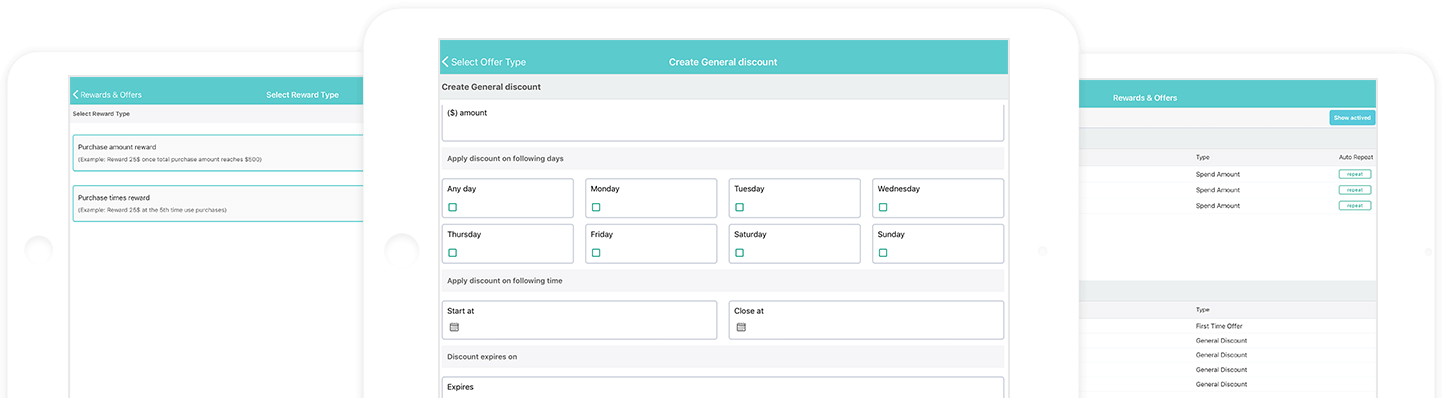 Rewards & Offers
Select Reward Type
Select Reward Type
Purchase amount reward
(Example: Reward 25$ once total purchase amount reaches $500)
Purchase times reward
(Example: Reward 25$ at the 5th time use purchases)
Select Offer Type
Create General discount
Create General discount
($) amount
Apply discount on following days
Any day
Monday
Tuesday
Wednesday
Thursday
Friday
Saturday
Sunday
Apply discount on following time
Start at
Close at
Discount expires on
Expires
Rewards & Offers
Show actived
Type
Auto Repeat
Spend Amount
repeat
Spend Amount
repeat
Spend Amount
repeat
Type
First Time Offer
General Discount
General Discount
General Discount
General Discount